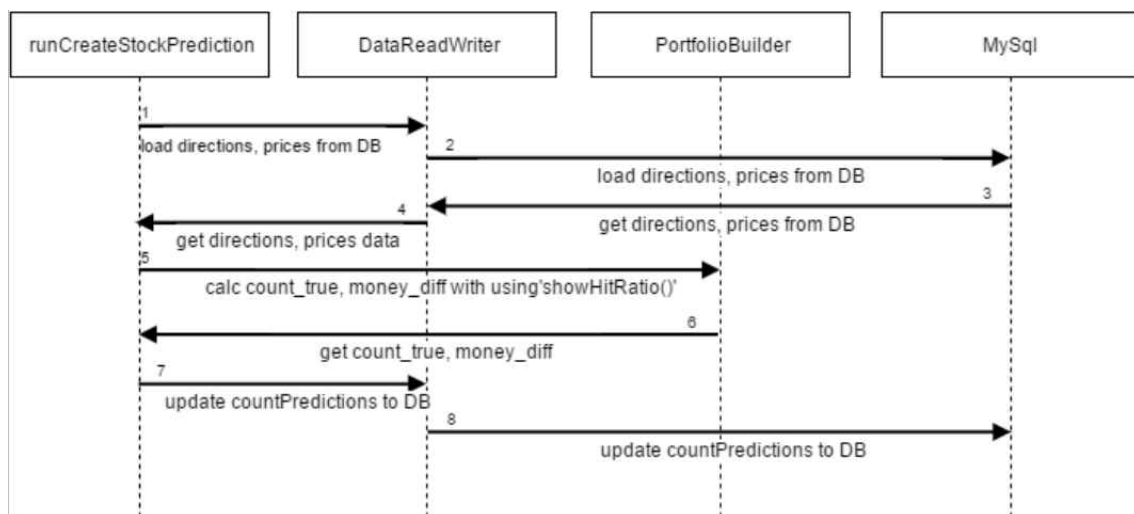 runCreateStockPrediction
DataReadWriter
PortfolioBuilder
MySql
1
load directions, prices from DB
2
load directions, prices from DB
3
get directions, prices from DB
4
get directions, prices data
5
calc count_true, money_diff with using'showHitRatio()'
6
get count_true, money_diff
7
update countPredictions to DB
8
update countPredictions to DB